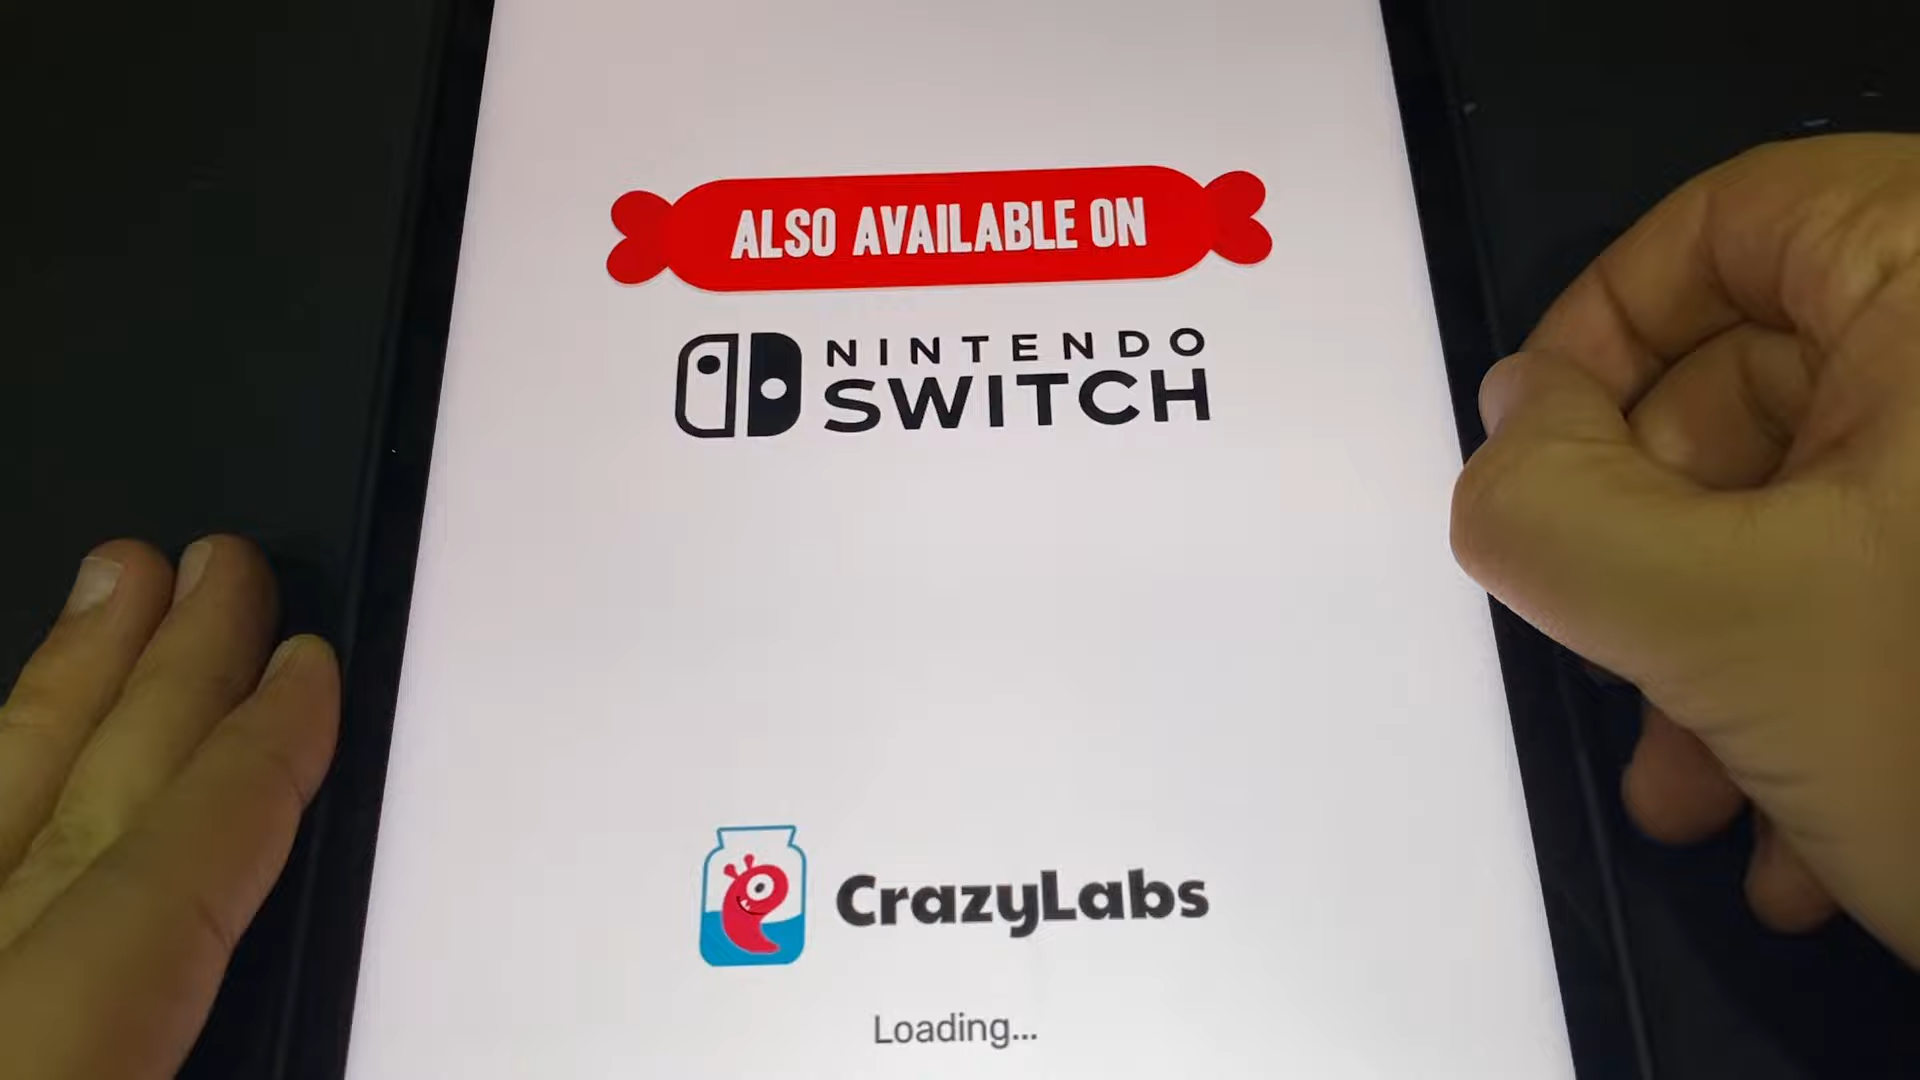 ALSO AVAILABLE ON
NINTENDO
SWITCH
CrazyLabs
Loading...